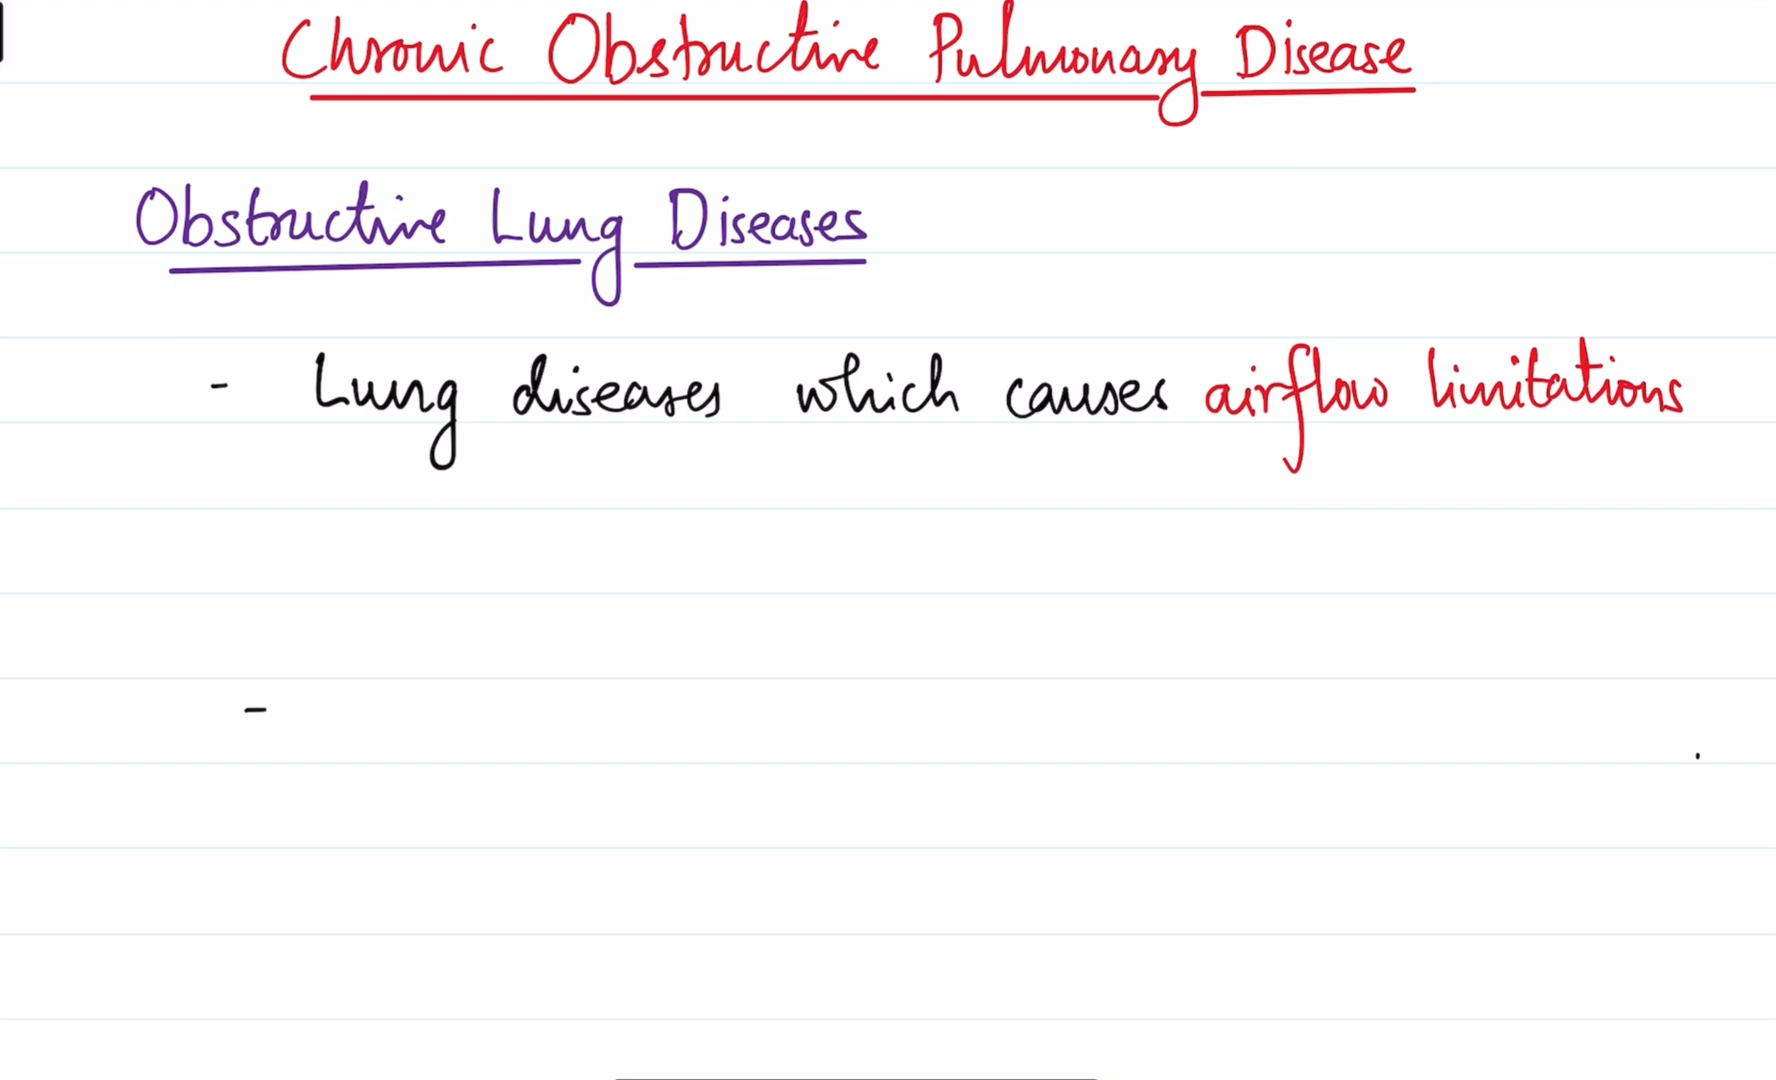 Chronic Obstructive Pulmonary Disease
Obstructive Lung Diseases
- Lung diseases which causes airflow limitations
-